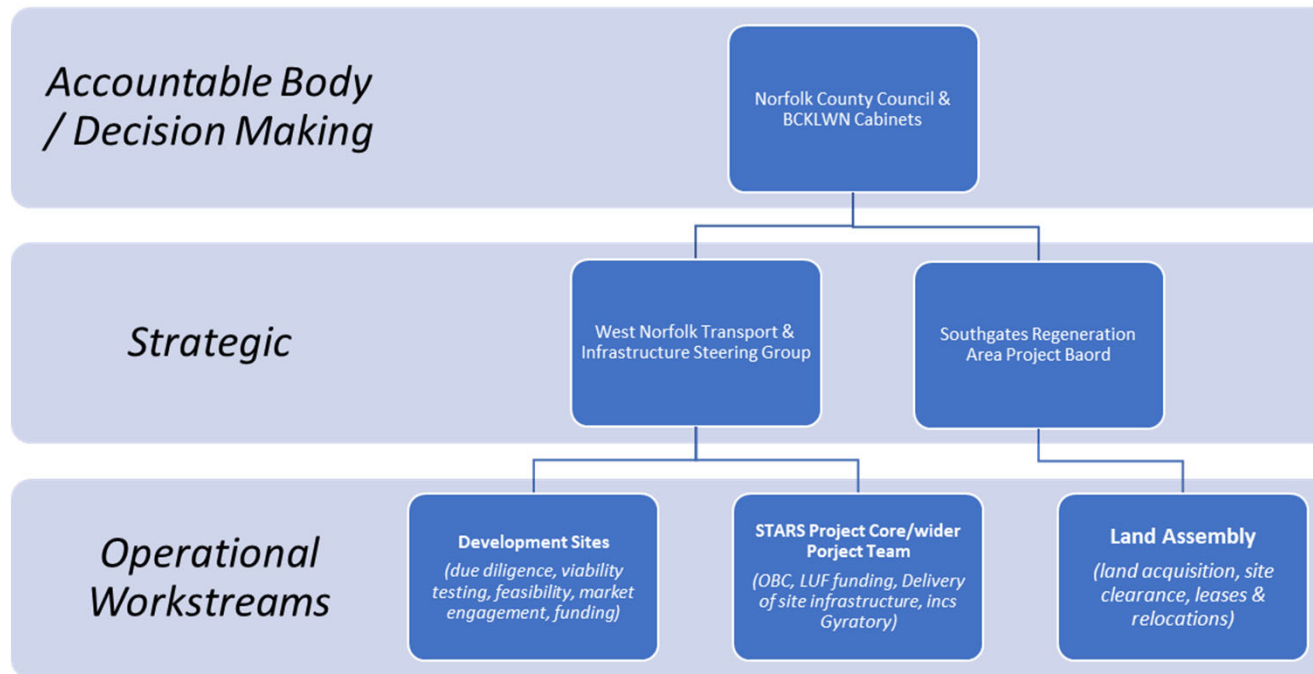 Accountable Body
/ Decision Making
Norfolk County Council &
BCKLWN Cabinets
Strategic
West Norfolk Transport &
Infrastructure Steering Group
Southgates Regeneration
Area Project Baord
Operational
Workstreams
Development Sites
(due diligence, viability
testing, feasibility, market
engagement, funding)
STARS Project Core/wider
Porject Team
(OBC, LUF funding, Delivery
of site infrastructure, incs
Gyratory)
Land Assembly
(land acquisition, site
clearance, leases &
relocations)